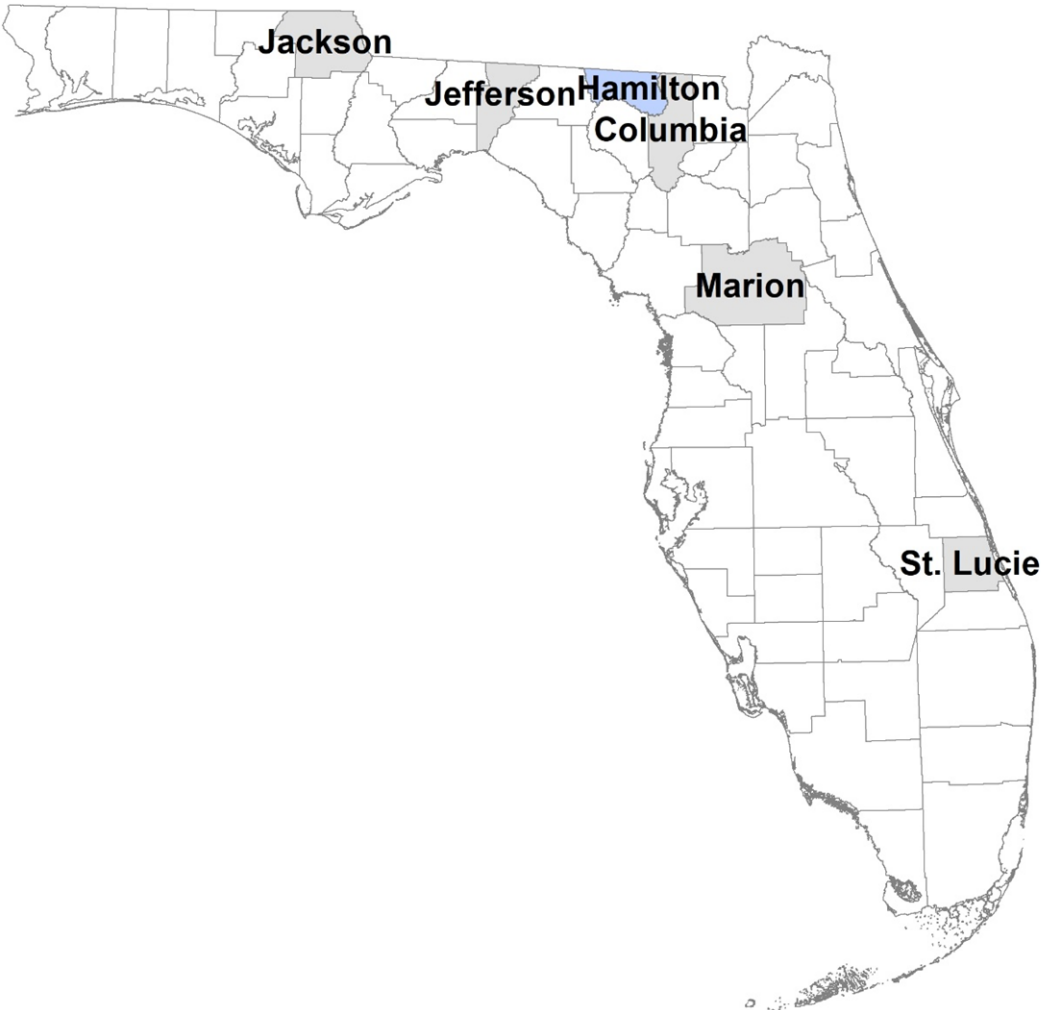 Jackson
Jefferson
Hamilton
Columbia
Marion
St. Lucie